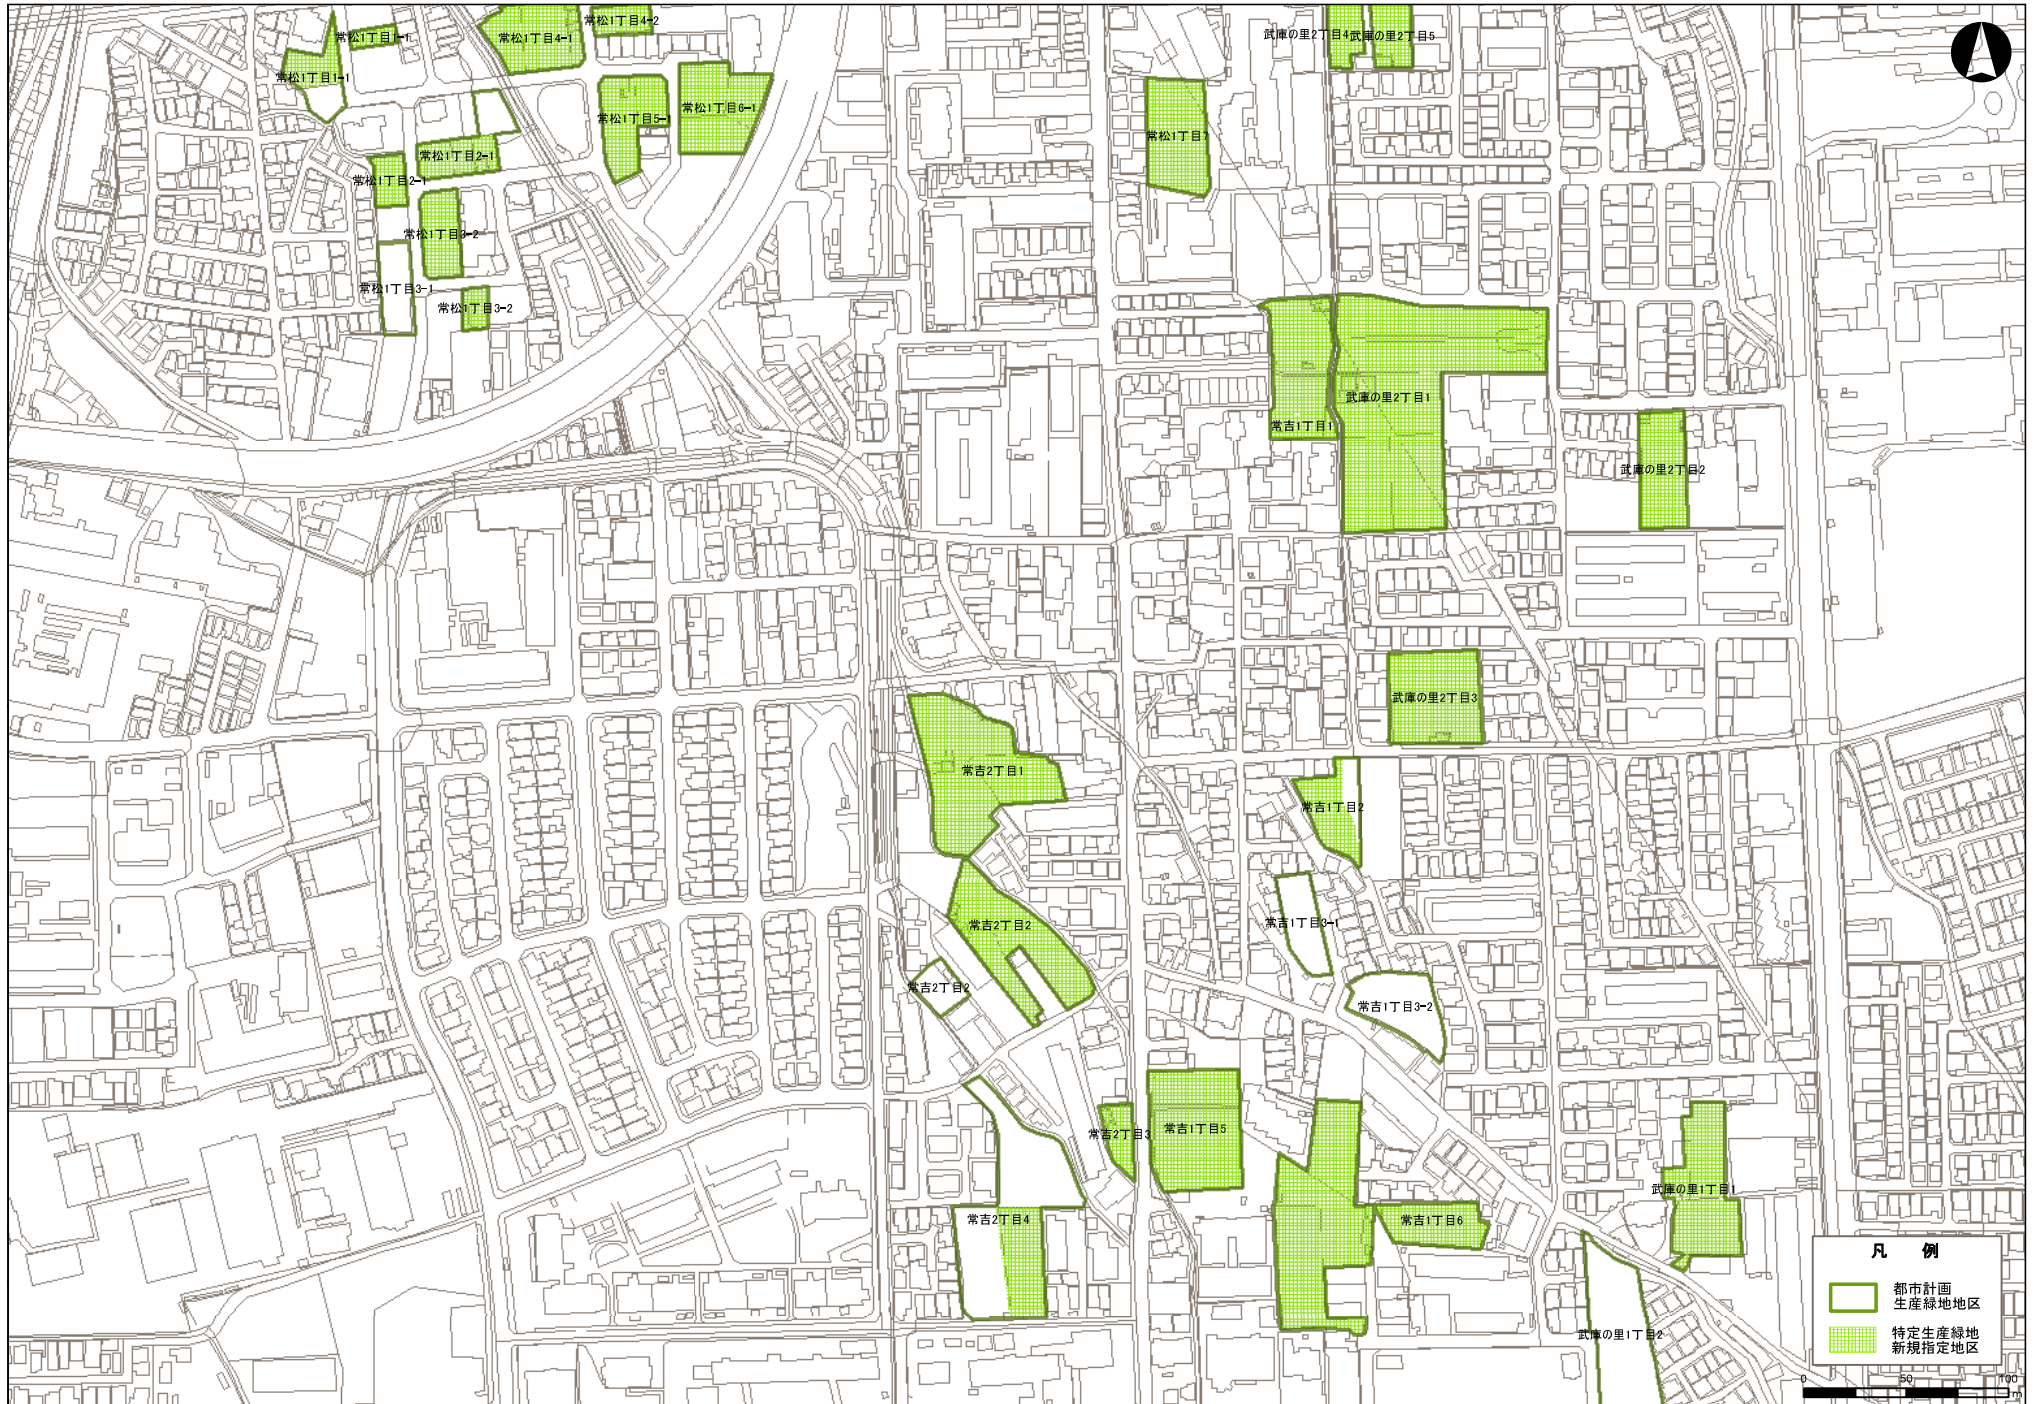 常松1丁目4-2
常松1丁目1-1
常松1丁目4-1
武庫の里2丁目4
武庫の里2丁目5
常松1丁目1-1
常松1丁目6-1
常松1丁目5-1
常松1丁目7
常松1丁目2-1
常松1丁目2-1
常松1丁目3-2
常松1丁目3-1
常松1丁目3-2
武庫の里2丁目1
常吉1丁目1
武庫の里2丁目2
武庫の里2丁目3
常吉2丁目1
常吉1丁目2
常吉2丁目2
常吉1丁目3-1
常吉2丁目2
常吉1丁目3-2
常吉2丁目3
常吉1丁目5
武庫の里1丁目1
常吉2丁目4
常吉1丁目6
武庫の里1丁目2
凡 例
都市計画
生産緑地地区
特定生産緑地
新規指定地区
0 50 100
m